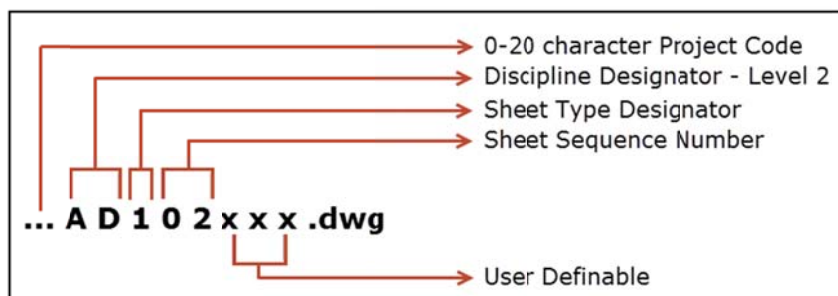 0-20 character Project Code
Discipline Designator - Level 2
Sheet Type Designator
Sheet Sequence Number
... A D 1 0 2 x x x .dwg
User Definable